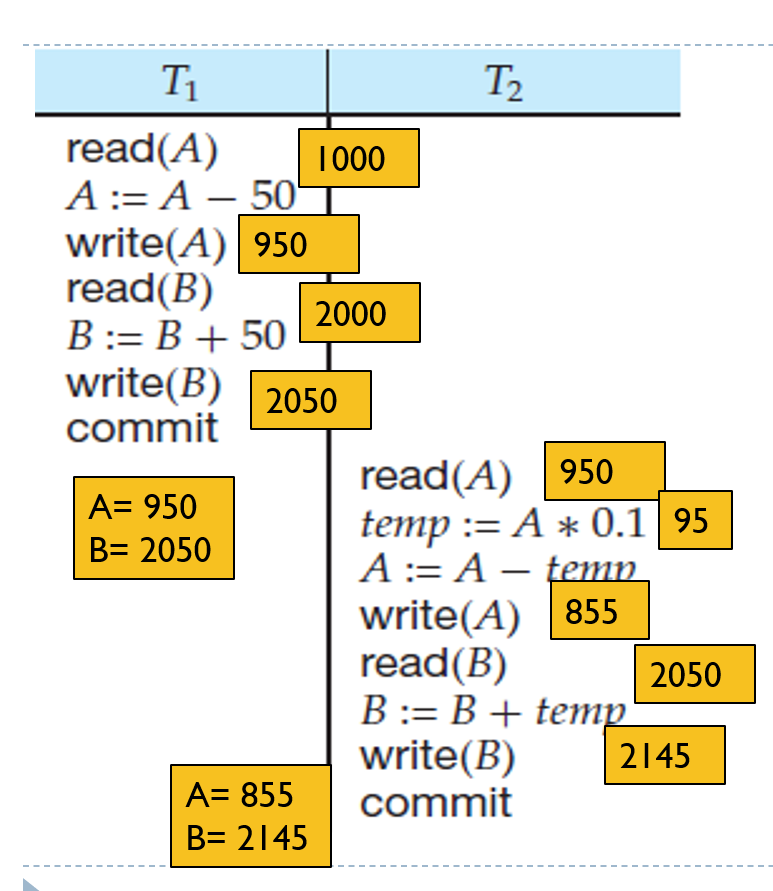 T₁ T₂
read(A) 1000
A := A − 50
write(A) 950
read(B)
2000
B := B + 50
write(B) 2050
commit
read(A) 950
A= 950
B= 2050
temp := A ∗ 0.1 95
A := A − temp
write(A) 855
read(B) 2050
B := B + temp
write(B) 2145
commit
A= 855
B= 2145